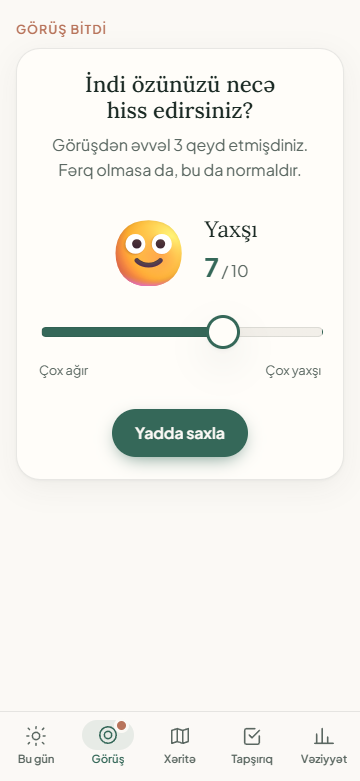 GÖRÜŞ BİTDİ
İndi özünüzü necə
hiss edirsiniz?
Görüşdən əvvəl 3 qeyd etmişdiniz.
Fərq olmasa da, bu da normaldır.
Yaxşı
7 / 10
Çox ağır
Çox yaxşı
Yadda saxla
Bu gün
Görüş
Xəritə
Tapşırıq
Vəziyyət